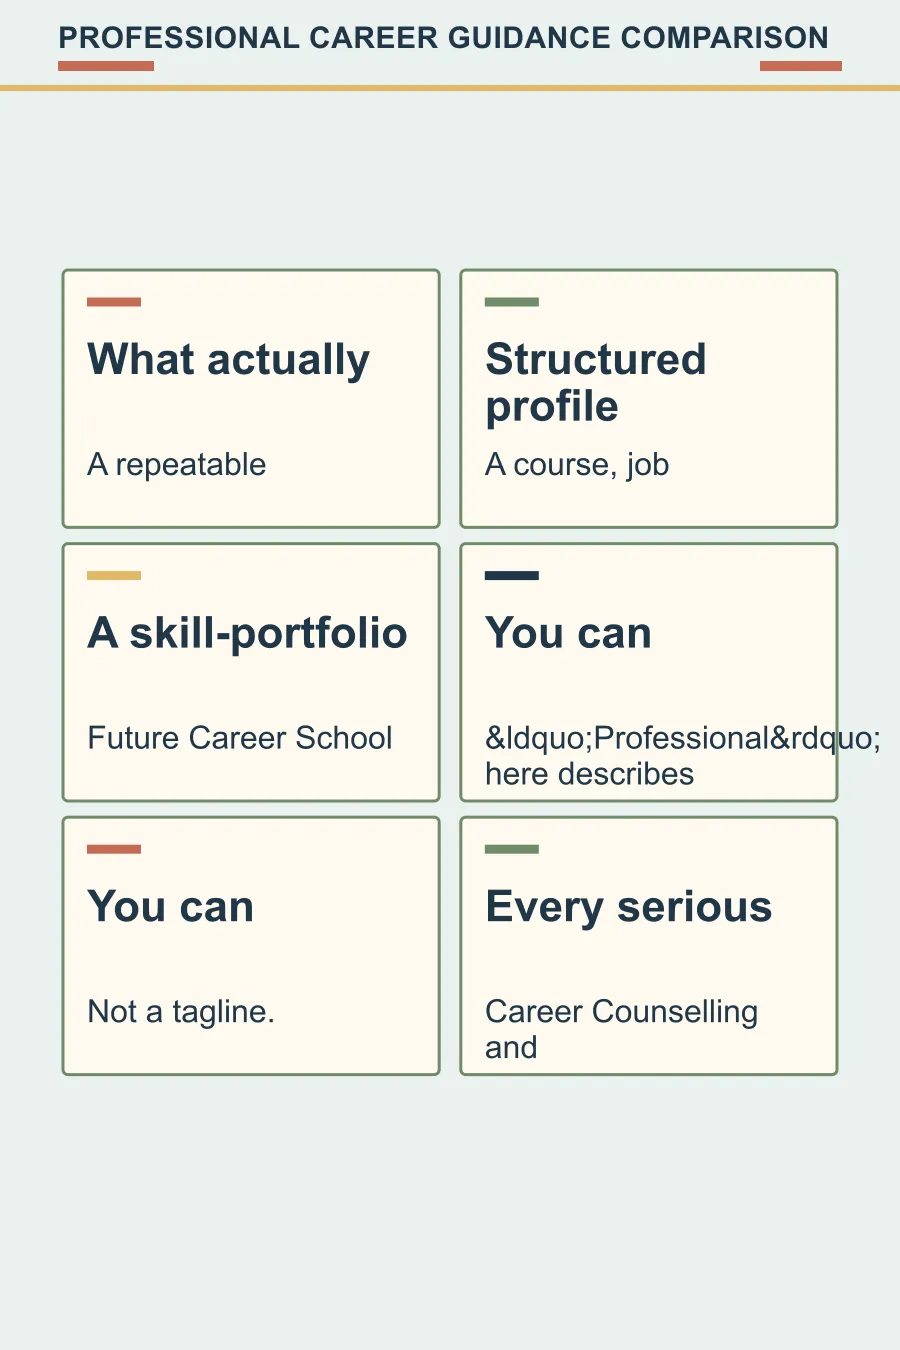 PROFESSIONAL CAREER GUIDANCE COMPARISON
What actually
A repeatable
Structured
profile
A course, job
A skill-portfolio
Future Career School
You can
&ldquo;Professional&rdquo;
here describes
You can
Not a tagline.
Every serious
Career Counselling
and